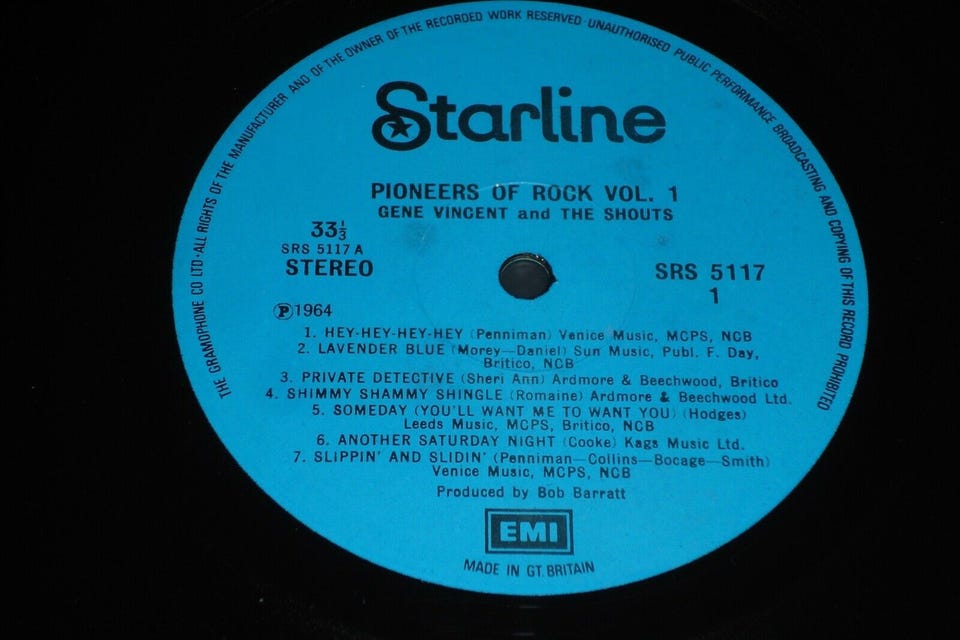 THE GRAMOPHONE CO LTD·ALL RIGHTS OF THE MANUFACTURER AND OF THE OWNER OF THE RECORDED WORK RESERVED·UNAUTHORISED PUBLIC PERFORMANCE BROADCASTING AND COPYING OF THIS RECORD PROHIBITED
Starline
PIONEERS OF ROCK VOL. 1
GENE VINCENT and THE SHOUTS
33⅓
SRS 5117 A
STEREO
SRS 5117
1
℗1964
1. HEY-HEY-HEY-HEY (Penniman) Venice Music, MCPS, NCB
2. LAVENDER BLUE (Morey—Daniel) Sun Music, Publ. F. Day,
Britico, NCB
3. PRIVATE DETECTIVE (Sheri Ann) Ardmore & Beechwood, Britico
4. SHIMMY SHAMMY SHINGLE (Romaine) Ardmore & Beechwood Ltd.
5. SOMEDAY (YOU'LL WANT ME TO WANT YOU) (Hodges)
Leeds Music, MCPS, Britico, NCB
6. ANOTHER SATURDAY NIGHT (Cooke) Kags Music Ltd.
7. SLIPPIN' AND SLIDIN' (Penniman—Collins—Bocage—Smith)
Venice Music, MCPS, NCB
Produced by Bob Barratt
EMI
MADE IN GT. BRITAIN